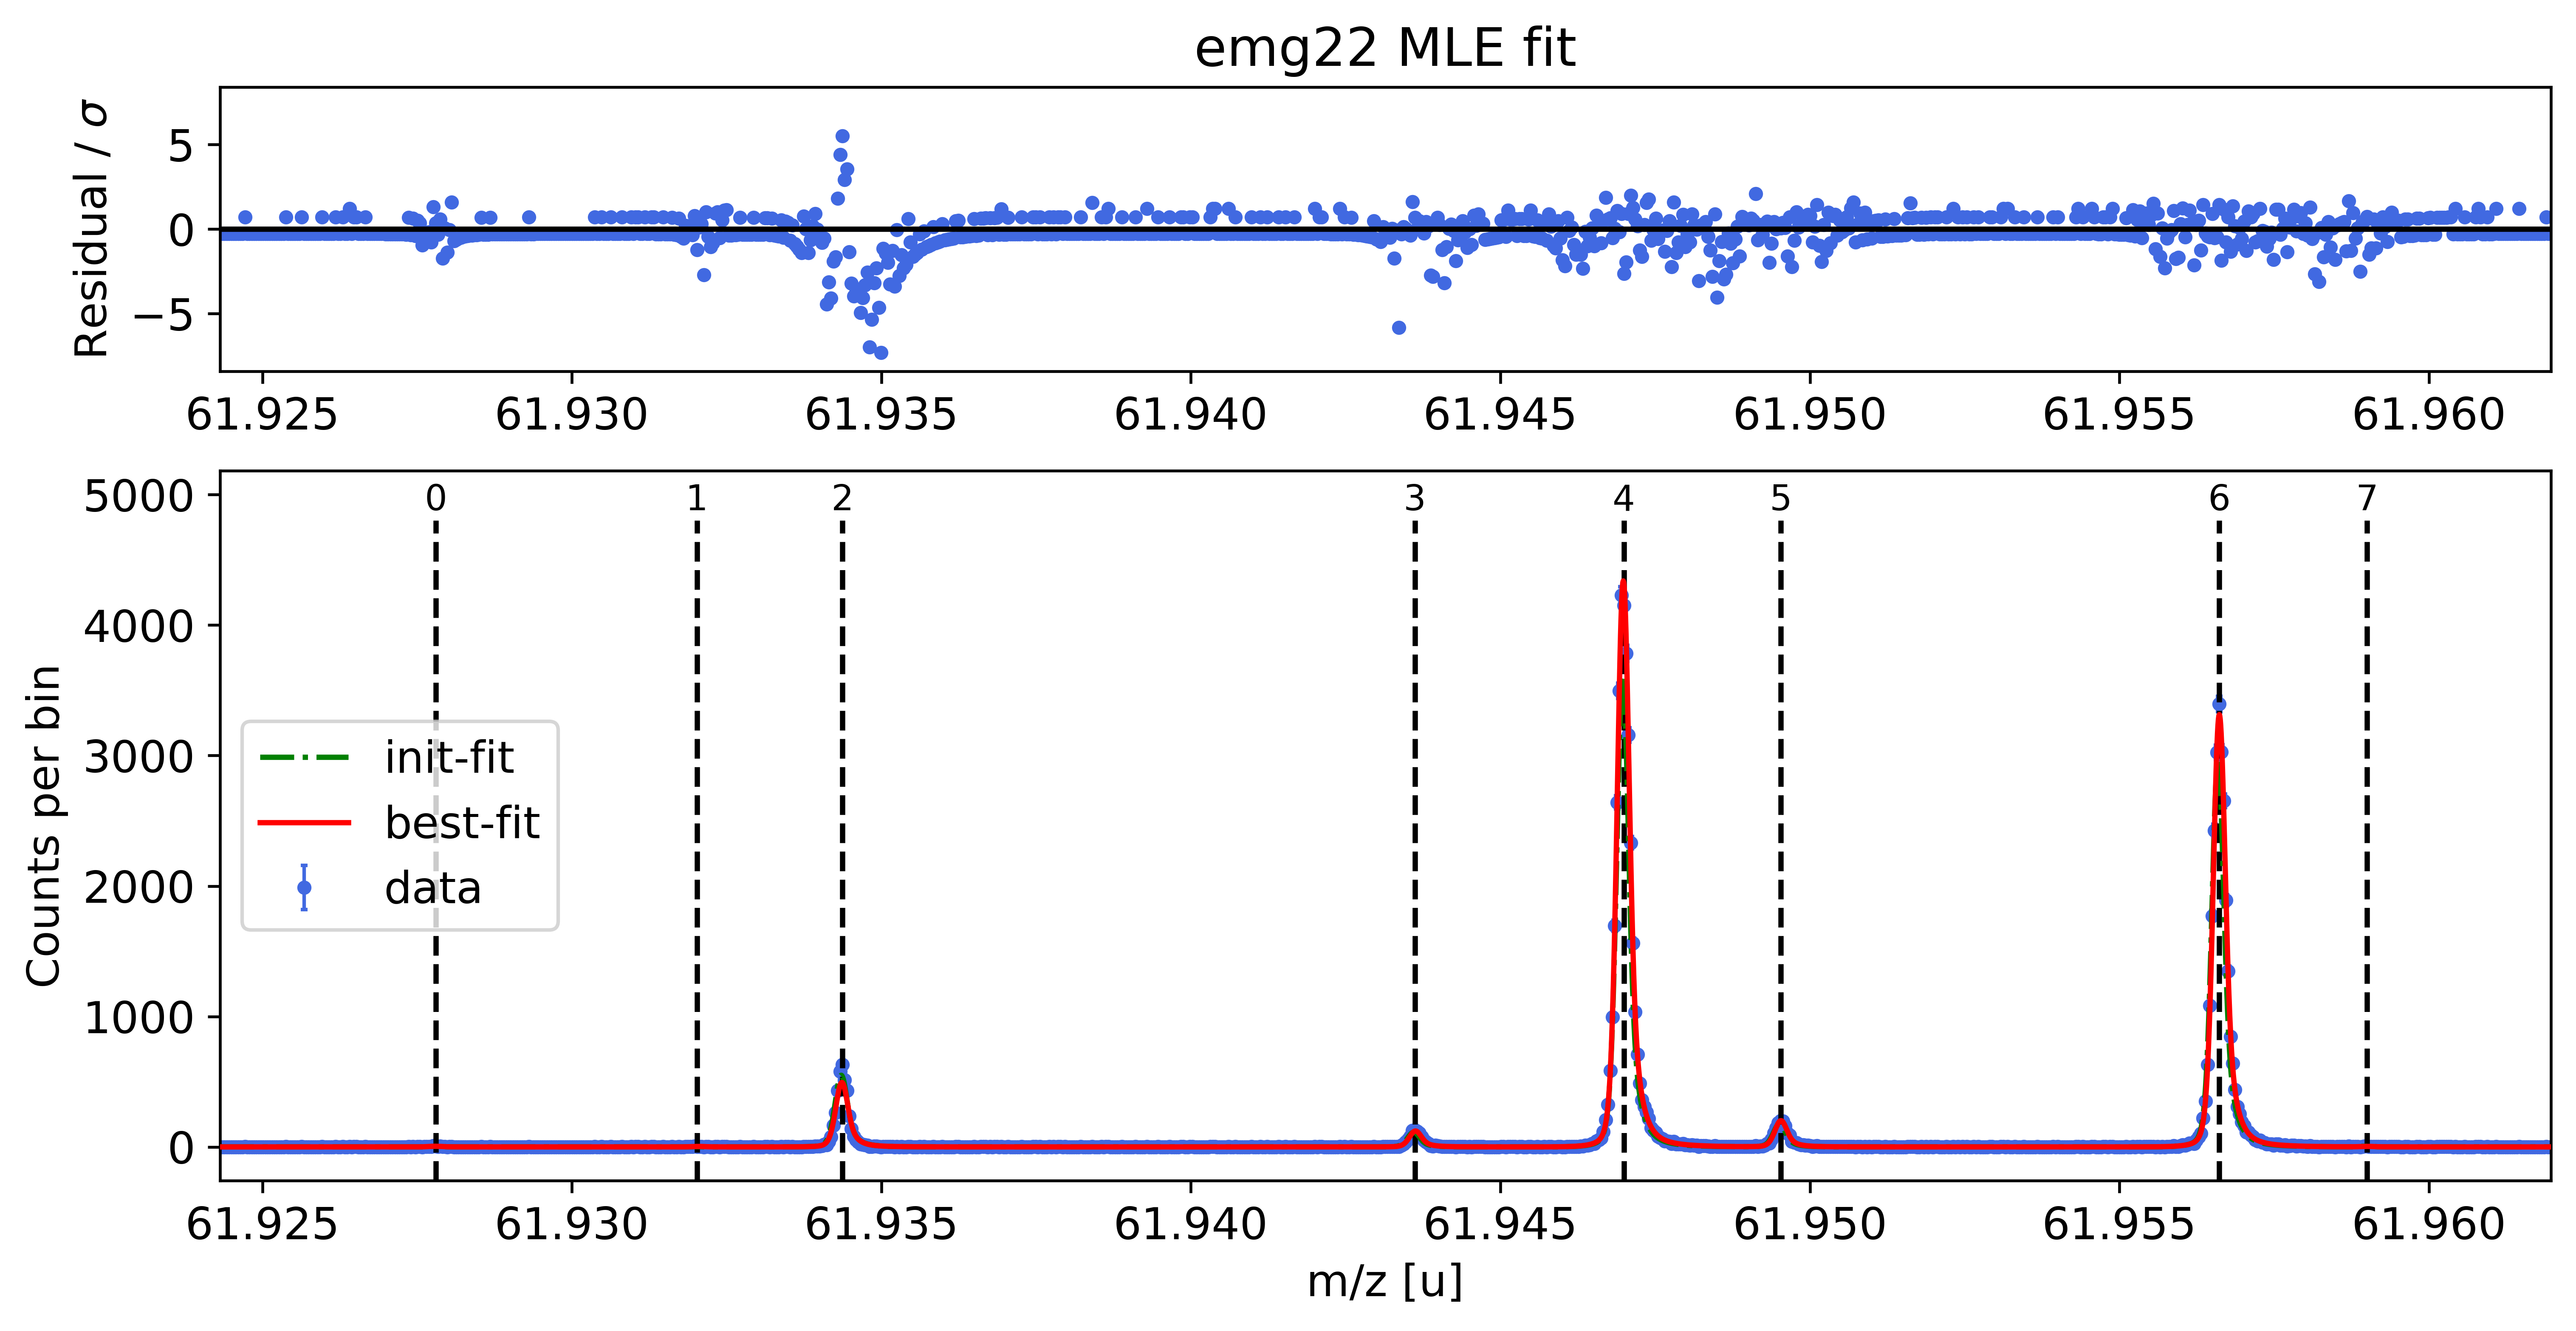 emg22 MLE fit
Residual / σ
5
0
−5
61.925 61.930 61.935 61.940 61.945 61.950 61.955 61.960
Counts per bin
5000
4000
3000
2000
1000
0
0 1 2 3 4 5 6 7
init-fit
best-fit
data
61.925 61.930 61.935 61.940 61.945 61.950 61.955 61.960
m/z [u]